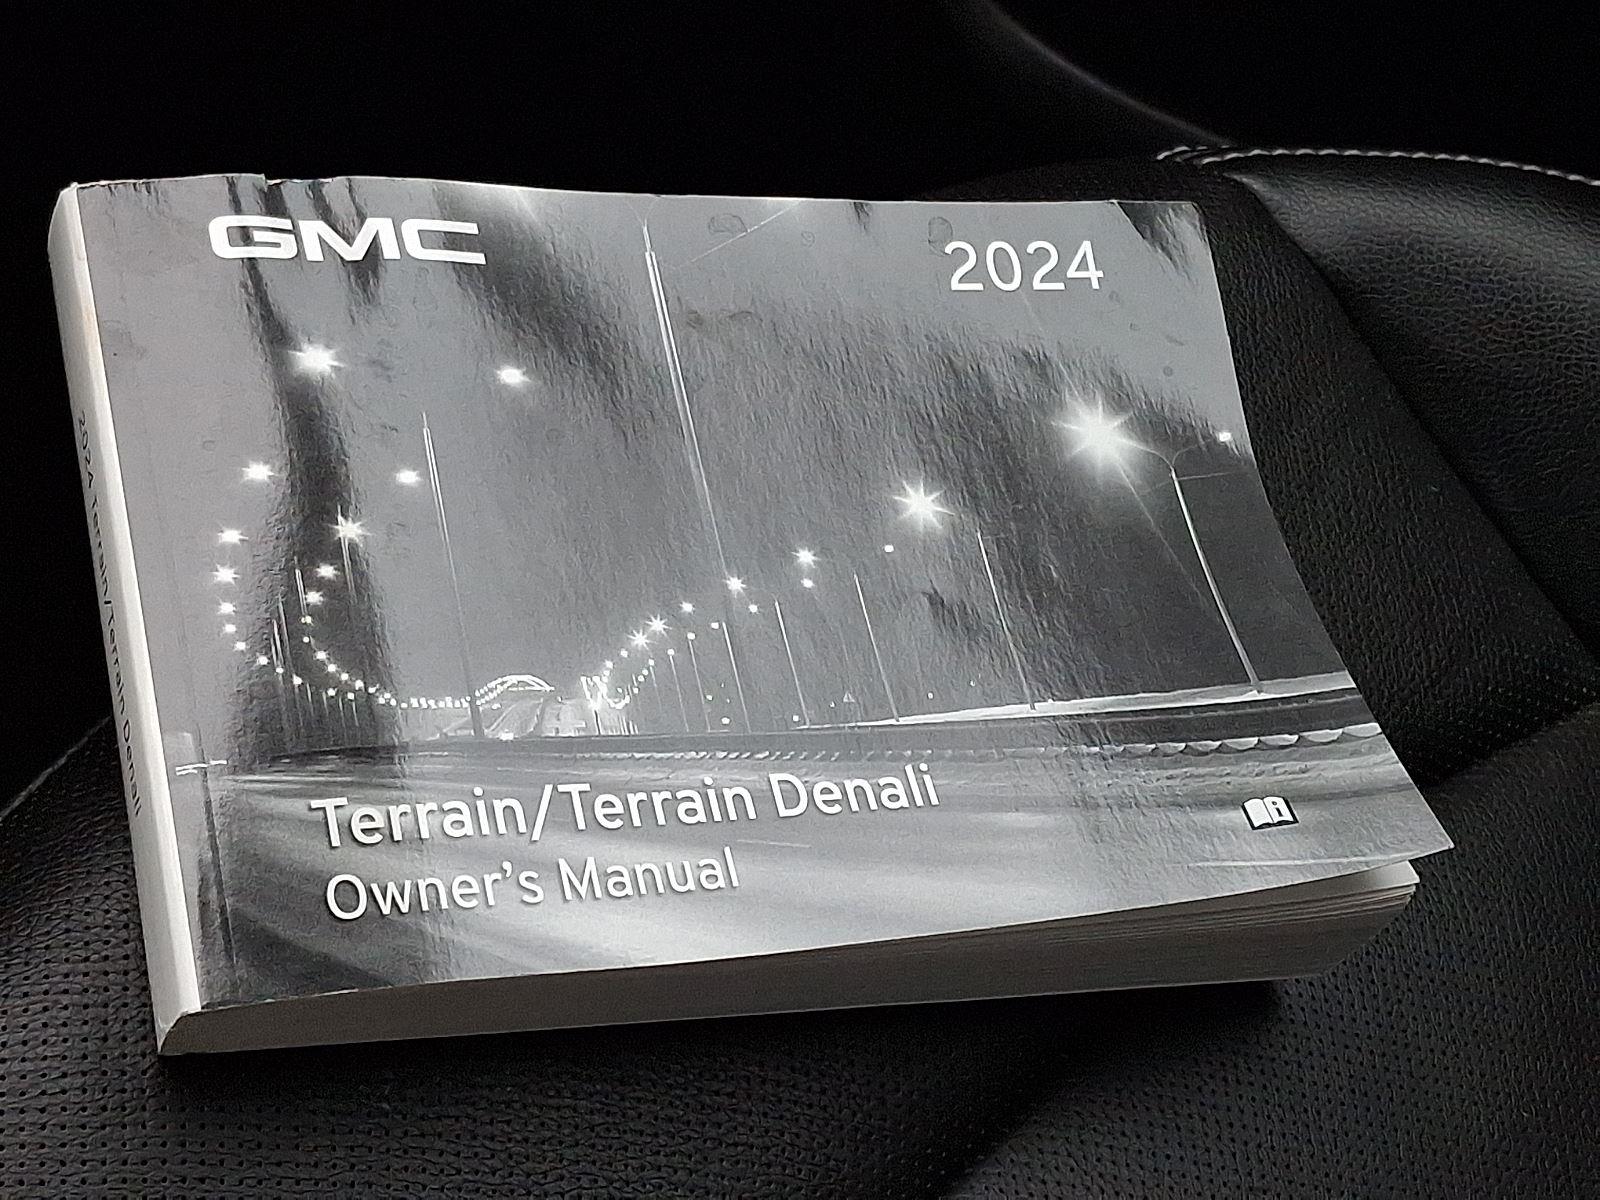 GMC
2024
Terrain/Terrain Denali
Owner's Manual
2024 Terrain/Terrain Denali